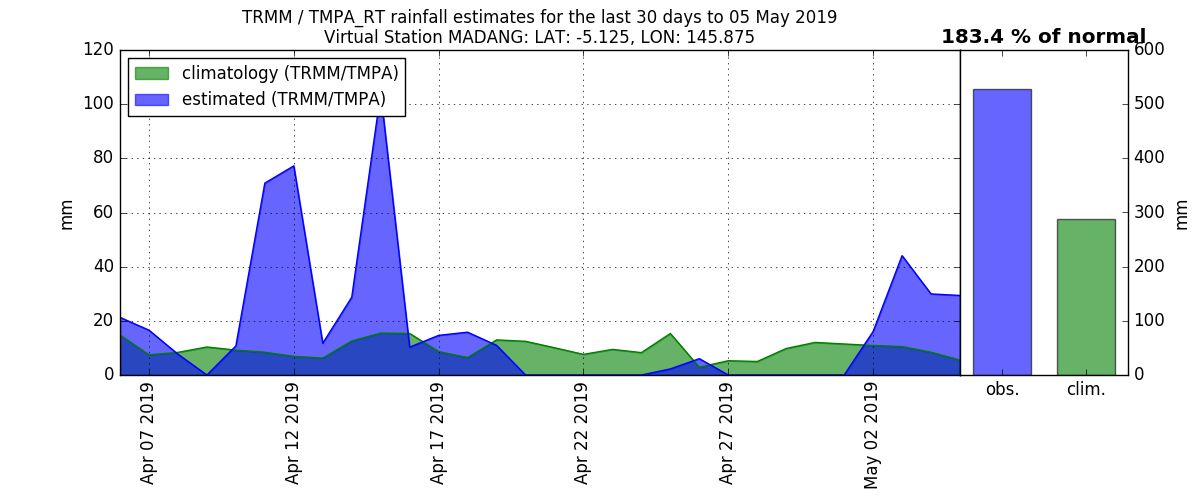 TRMM / TMPA_RT rainfall estimates for the last 30 days to 05 May 2019
Virtual Station MADANG: LAT: -5.125, LON: 145.875
183.4 % of normal
climatology (TRMM/TMPA)
estimated (TRMM/TMPA)
120
100
80
60
40
20
0
mm
Apr 07 2019
Apr 12 2019
Apr 17 2019
Apr 22 2019
Apr 27 2019
May 02 2019
obs.
clim.
600
500
400
300
200
100
0
mm